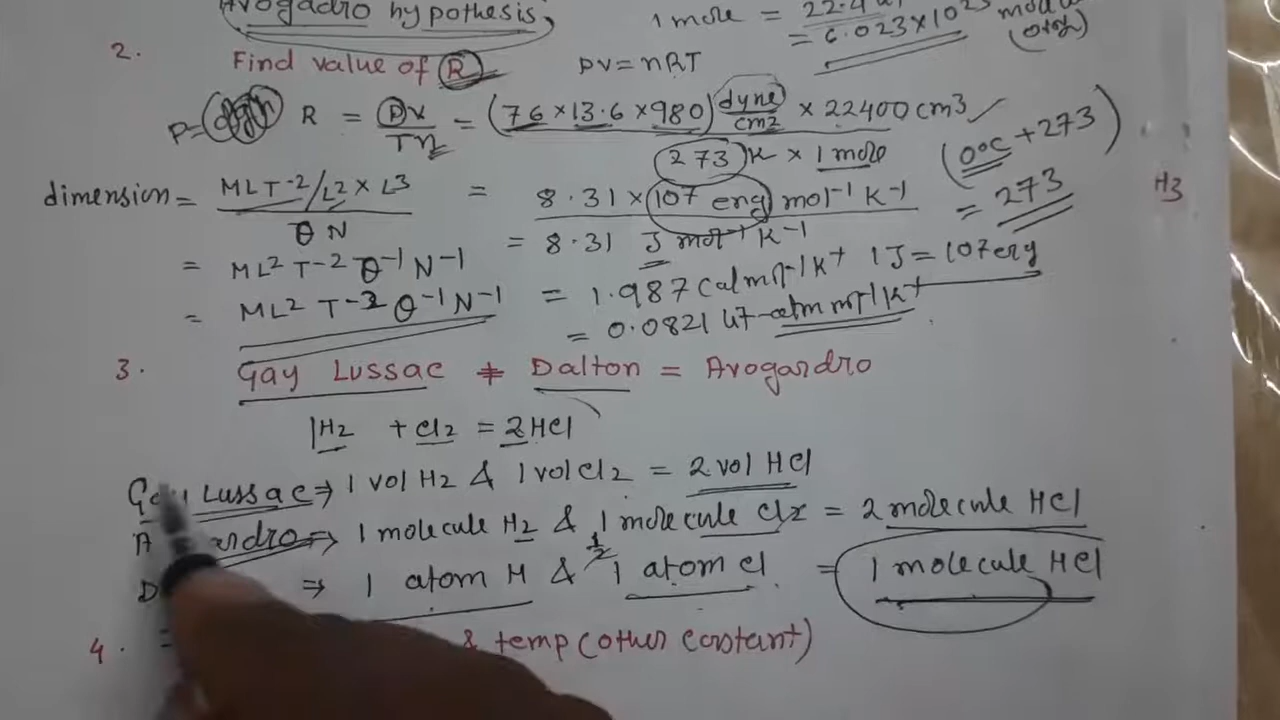 Avogadro hypothesis,
1 mole = 22.4
= 6.023×10²³
2. Find value of R PV=nRT
P= R = PV/Tn = (76×13.6×980) dyne/cm2 × 22400 cm3 / 273 K × 1 mole (0°C+273)
= 273
dimension = MLT-2/L2 × L3 / θ N = 8.31×107 erg mol-1 K-1
= 8.31 J mol-1 K-1
= ML2 T-2 θ-1 N-1
1J = 107 erg
= ML2 T-2 θ-1 N-1 = 1.987 Cal mol-1 K-1
= 0.0821 lit-atm mol-1 K-1
H3
3. Gay Lussac ≠ Dalton = Avogardro
1H2 + Cl2 = 2HCl
Gay Lussac ⇒ 1 vol H2 & 1 vol Cl2 = 2 vol HCl
A ardro ⇒ 1 molecule H2 & 1 molecule Cl2 = 2 molecule HCl
D ⇒ 1 atom H & 1 atom Cl = 1 molecule HCl
1/2
4. = & temp (other constant)